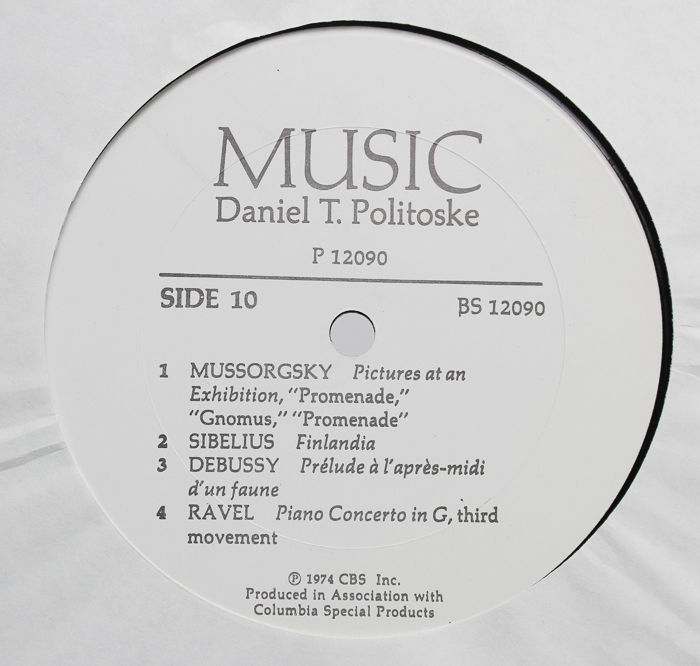 MUSIC
Daniel T. Politoske
P 12090
SIDE 10 BS 12090
1 MUSSORGSKY Pictures at an
Exhibition, “Promenade,”
“Gnomus,” “Promenade”
2 SIBELIUS Finlandia
3 DEBUSSY Prélude à l'après-midi
d'un faune
4 RAVEL Piano Concerto in G, third
movement
℗ 1974 CBS Inc.
Produced in Association with
Columbia Special Products